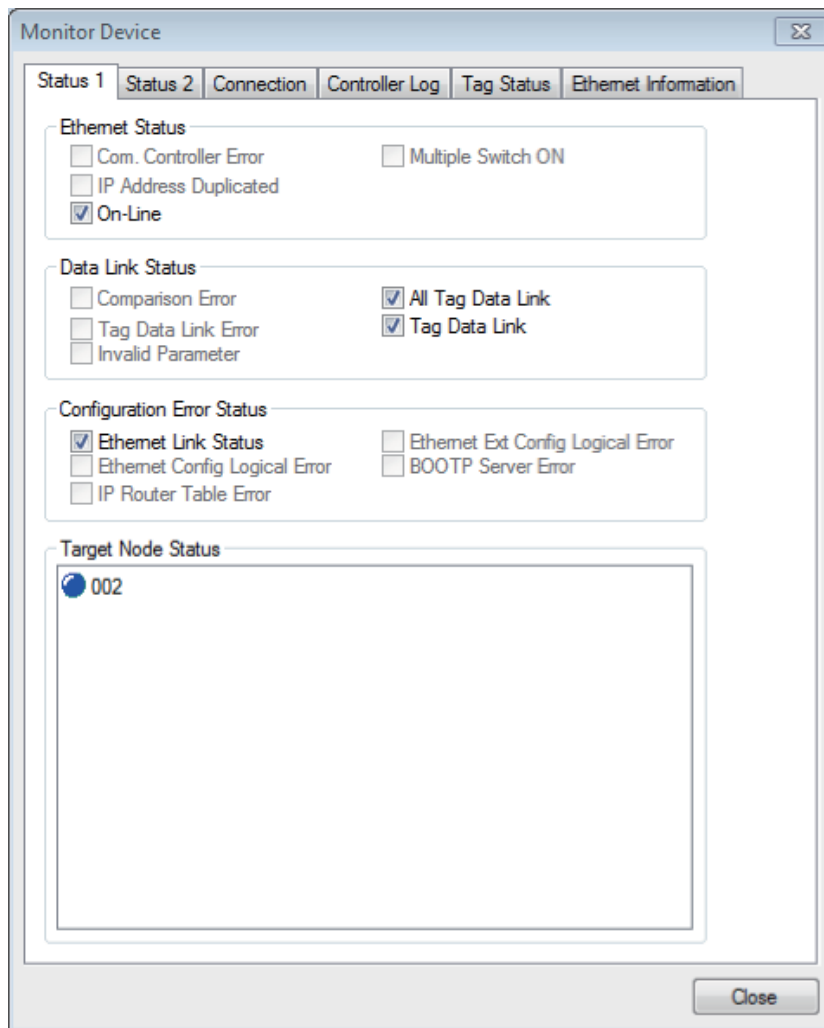 Monitor Device
Status 1 Status 2 Connection Controller Log Tag Status Ethernet Information
Ethernet Status
Com. Controller Error Multiple Switch ON
IP Address Duplicated
On-Line
Data Link Status
Comparison Error All Tag Data Link
Tag Data Link Error Tag Data Link
Invalid Parameter
Configuration Error Status
Ethernet Link Status Ethernet Ext Config Logical Error
Ethernet Config Logical Error BOOTP Server Error
IP Router Table Error
Target Node Status
002
Close